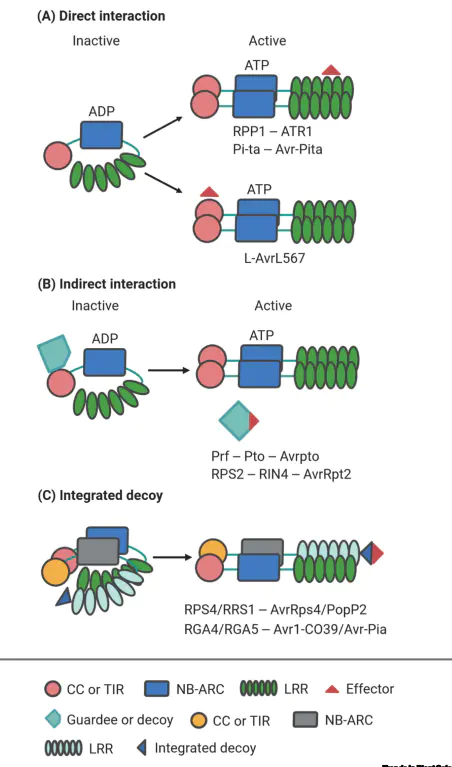 (A) Direct interaction
Inactive
Active
ATP
ADP
RPP1 – ATR1
Pi-ta – Avr-Pita
ATP
L-AvrL567
(B) Indirect interaction
Inactive
Active
ADP
ATP
Prf – Pto – Avrpto
RPS2 – RIN4 – AvrRpt2
(C) Integrated decoy
RPS4/RRS1 – AvrRps4/PopP2
RGA4/RGA5 – Avr1-CO39/Avr-Pia
CC or TIR NB-ARC LRR Effector
Guardee or decoy CC or TIR NB-ARC
LRR Integrated decoy